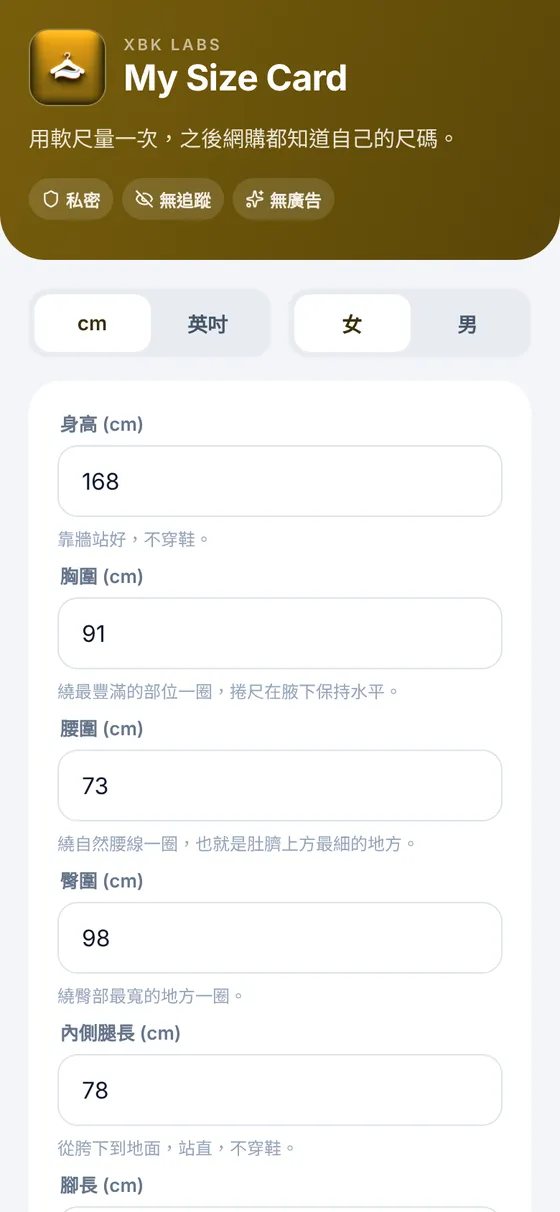 XBK LABS
My Size Card
用軟尺量一次，之後網購都知道自己的尺碼。
私密
無追蹤
無廣告
cm
英吋
女
男
身高 (cm)
168
靠牆站好，不穿鞋。
胸圍 (cm)
91
繞最豐滿的部位一圈，捲尺在腋下保持水平。
腰圍 (cm)
73
繞自然腰線一圈，也就是肚臍上方最細的地方。
臀圍 (cm)
98
繞臀部最寬的地方一圈。
內側腿長 (cm)
78
從胯下到地面，站直，不穿鞋。
腳長 (cm)